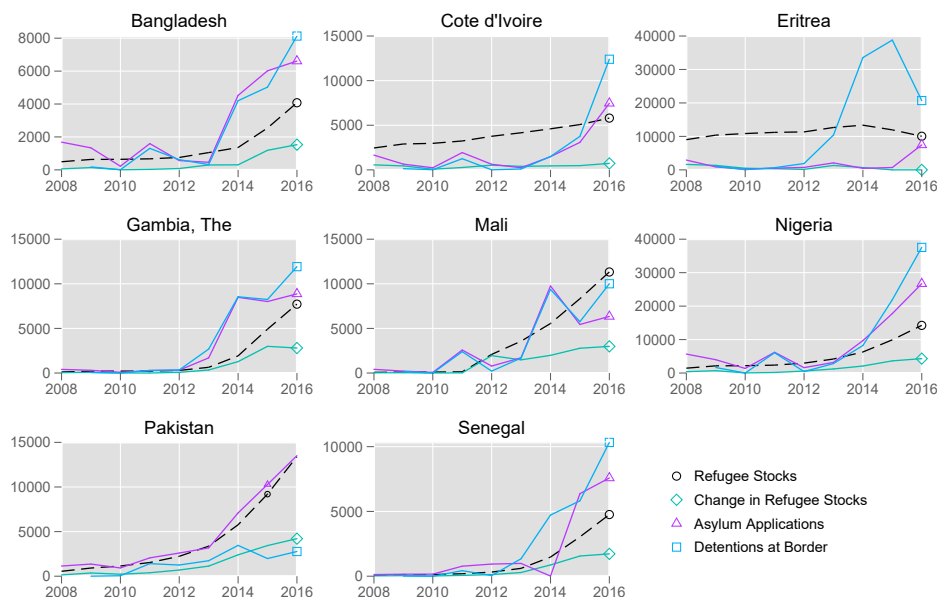 Bangladesh
8000
6000
4000
2000
0
2008 2010 2012 2014 2016
Cote d'Ivoire
15000
10000
5000
0
2008 2010 2012 2014 2016
Eritrea
40000
30000
20000
10000
0
2008 2010 2012 2014 2016
Gambia, The
15000
10000
5000
0
2008 2010 2012 2014 2016
Mali
15000
10000
5000
0
2008 2010 2012 2014 2016
Nigeria
40000
30000
20000
10000
0
2008 2010 2012 2014 2016
Pakistan
15000
10000
5000
0
2008 2010 2012 2014 2016
Senegal
10000
5000
0
2008 2010 2012 2014 2016
Refugee Stocks
Change in Refugee Stocks
Asylum Applications
Detentions at Border